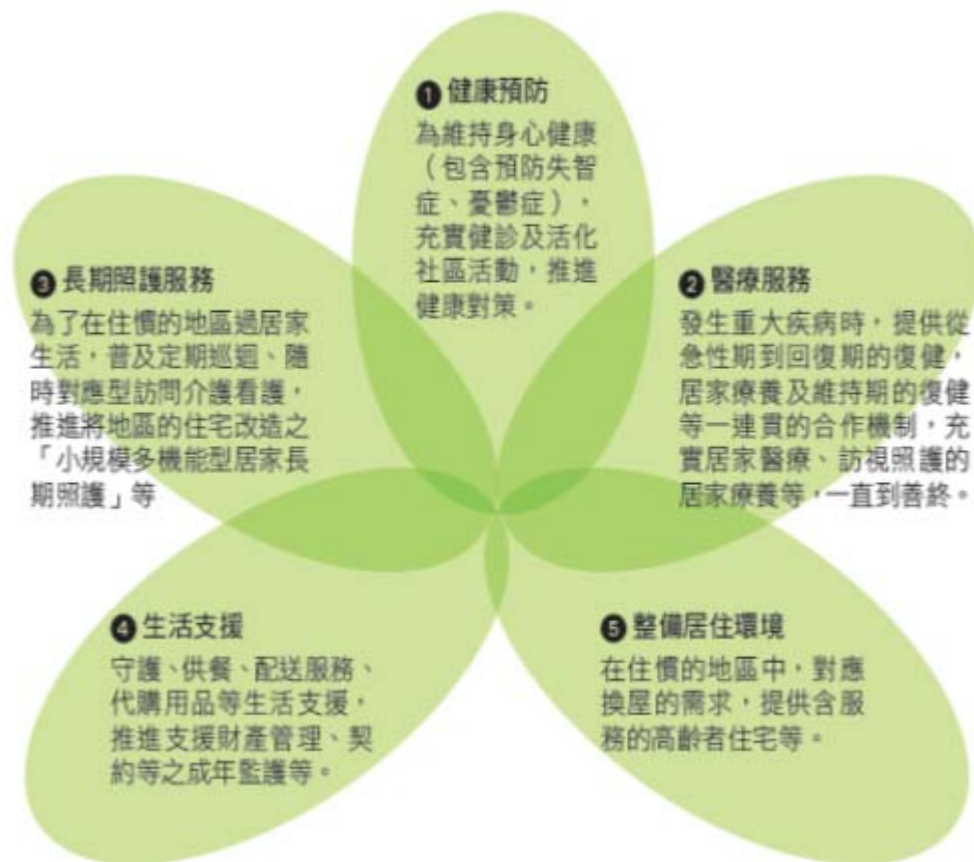 ❶ 健康預防
為維持身心健康
（包含預防失智
症、憂鬱症），
充實健診及活化
社區活動，推進
健康對策。
❷ 醫療服務
發生重大疾病時，提供從
急性期到回復期的復健，
居家療養及維持期的復健
等一連貫的合作機制，充
實居家醫療、訪視照護的
居家療養等，一直到善終。
❸ 長期照護服務
為了在住慣的地區過居家
生活，普及定期巡迴、隨
時對應型訪問介護看護，
推進將地區的住宅改造之
「小規模多機能型居家長
期照護」等
❹ 生活支援
守護、供餐、配送服務、
代購用品等生活支援，
推進支援財產管理、契
約等之成年監護等。
❺ 整備居住環境
在住慣的地區中，對應
換屋的需求，提供含服
務的高齡者住宅等。